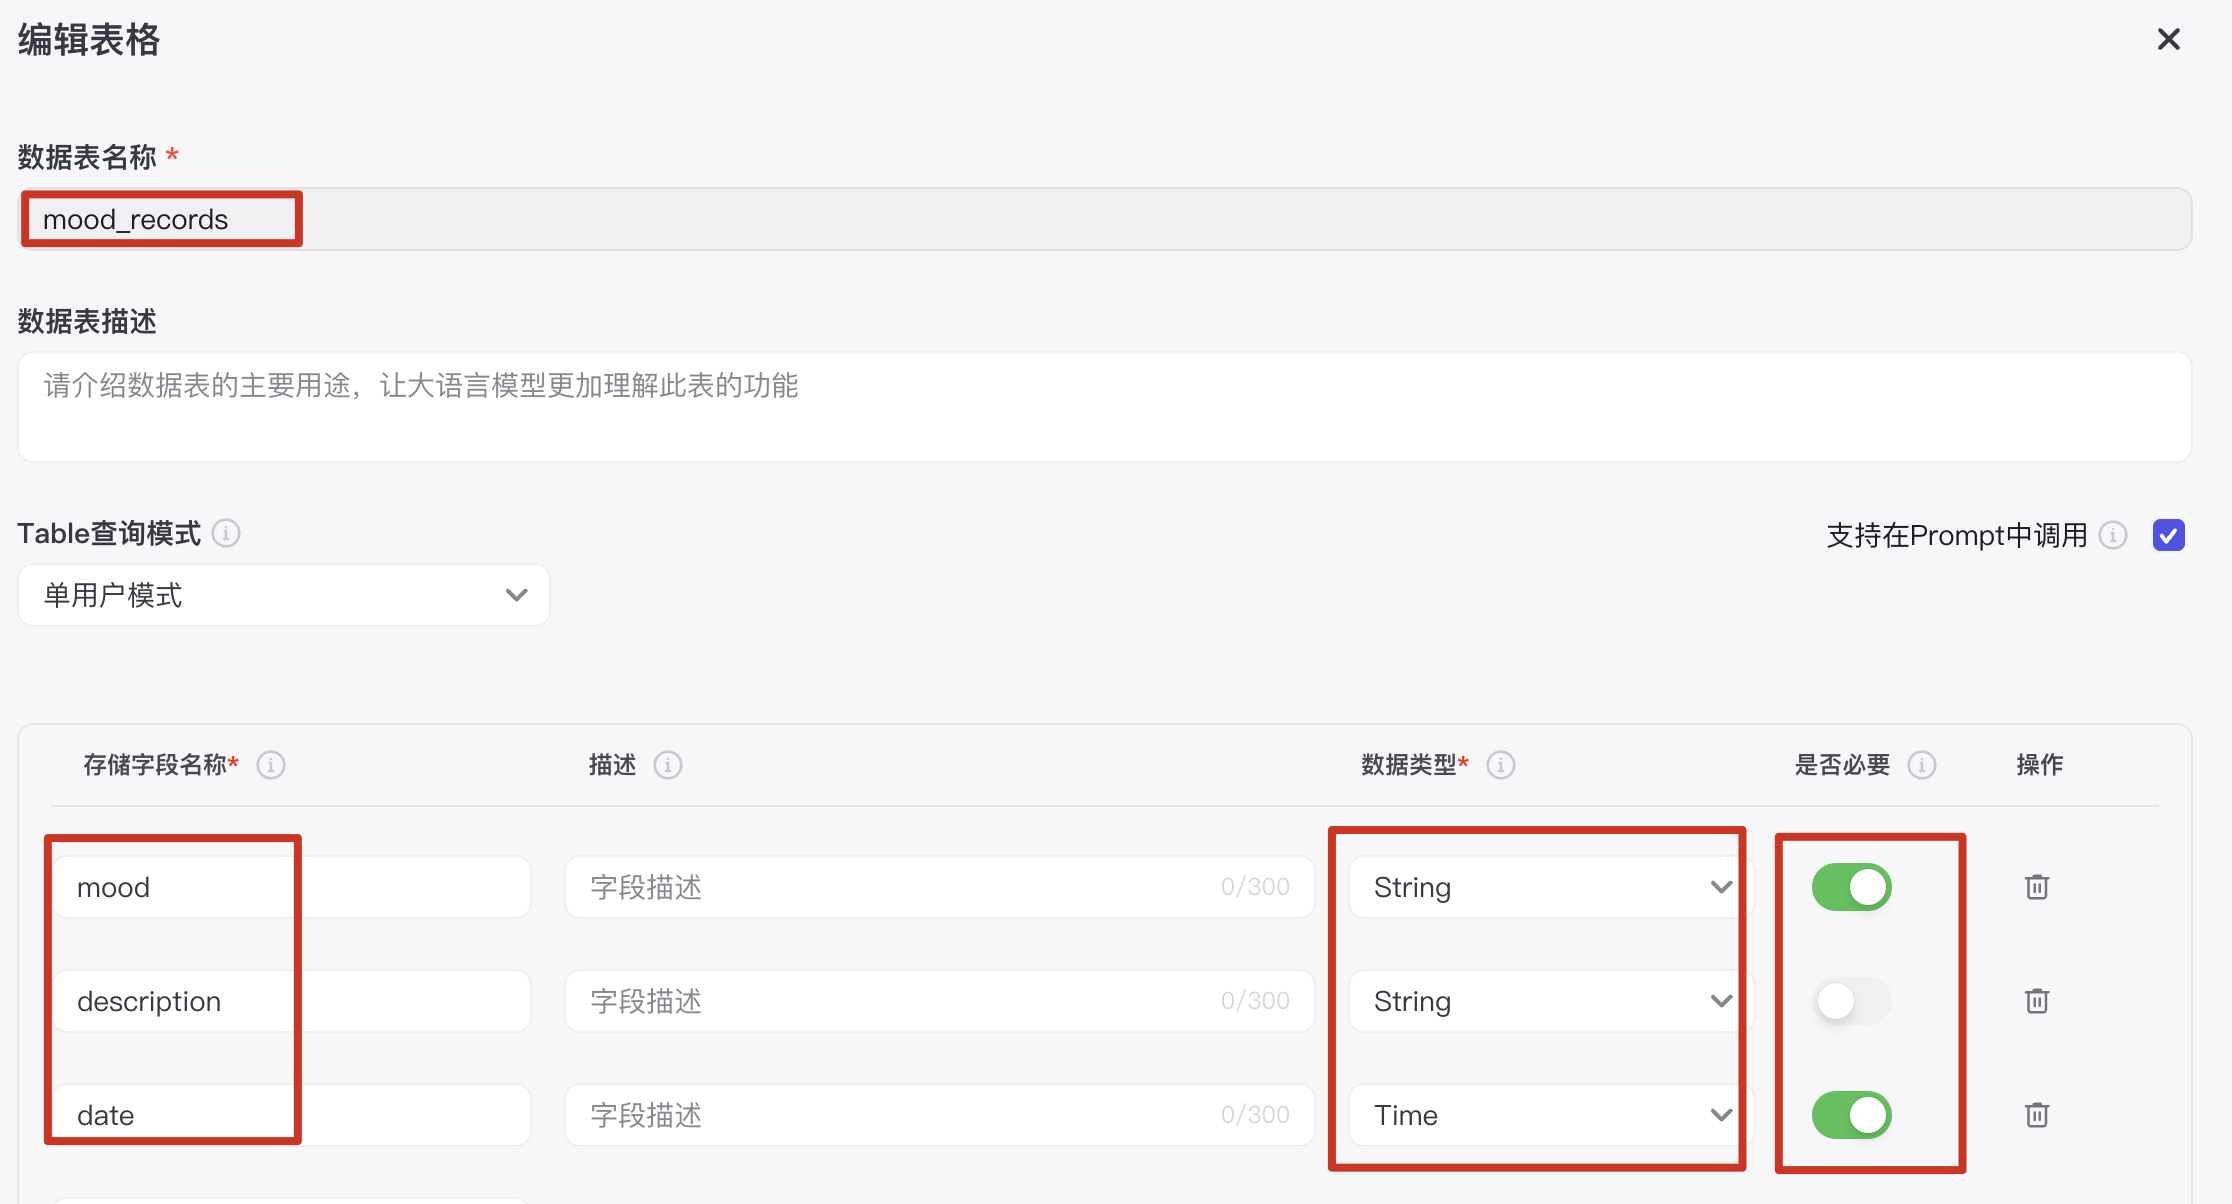 编辑表格
数据表名称 *
mood_records
数据表描述
请介绍数据表的主要用途，让大语言模型更加理解此表的功能
Table查询模式
支持在Prompt中调用
单用户模式
存储字段名称* 描述 数据类型* 是否必要 操作
mood 字段描述 0/300 String
description 字段描述 0/300 String
date 字段描述 0/300 Time